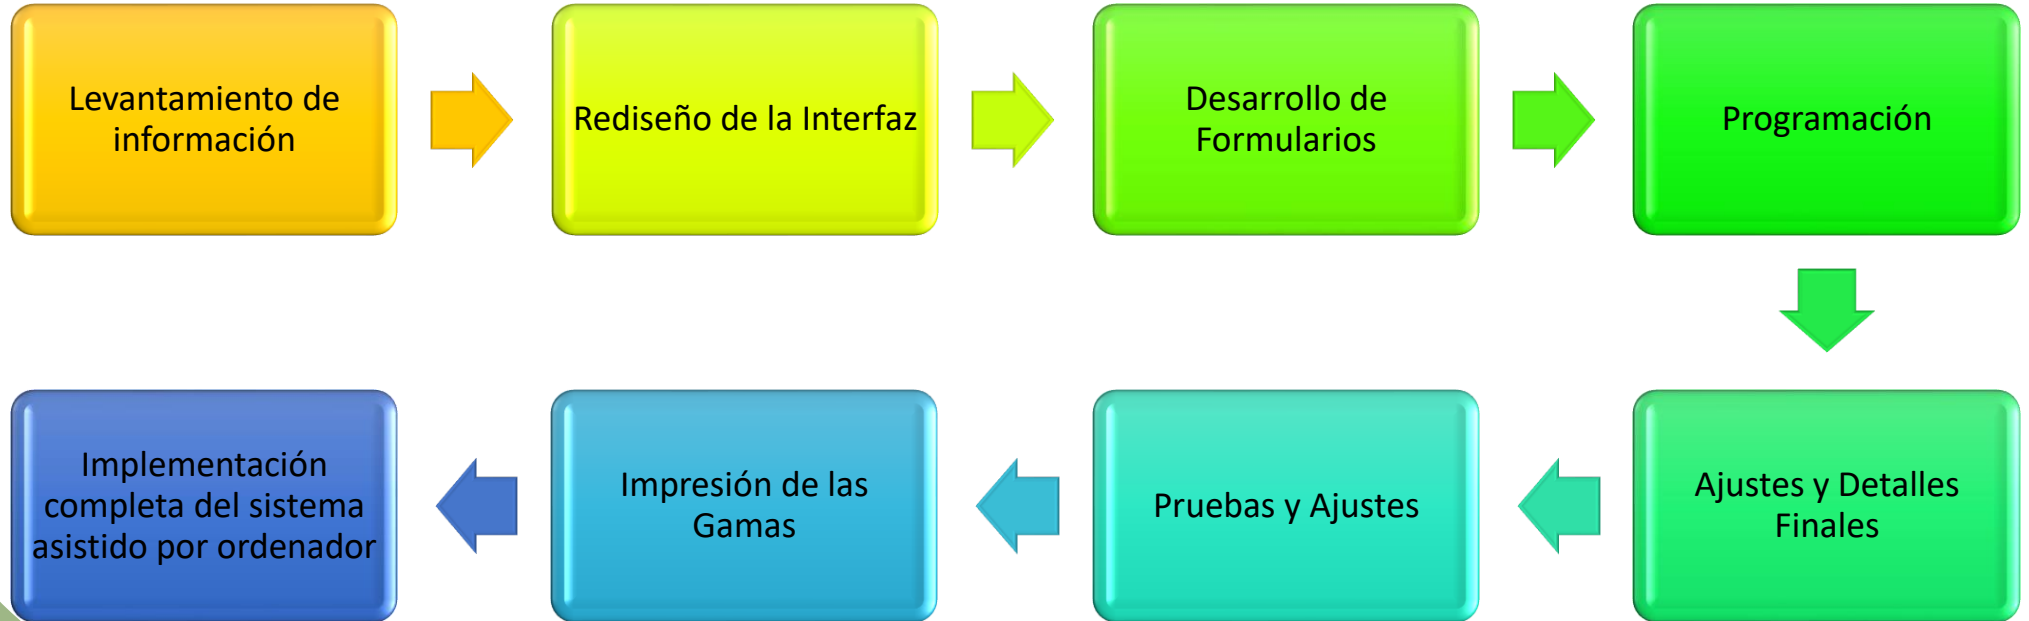 Levantamiento de
información
Rediseño de la Interfaz
Desarrollo de
Formularios
Programación
Ajustes y Detalles
Finales
Pruebas y Ajustes
Impresión de las
Gamas
Implementación
completa del sistema
asistido por ordenador